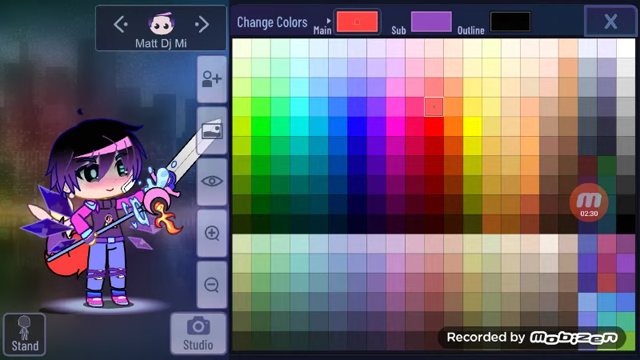 Matt Dj Mi
Change Colors
Main
Sub
Outline
X
02:30
Stand
Studio
Recorded by Mobizen